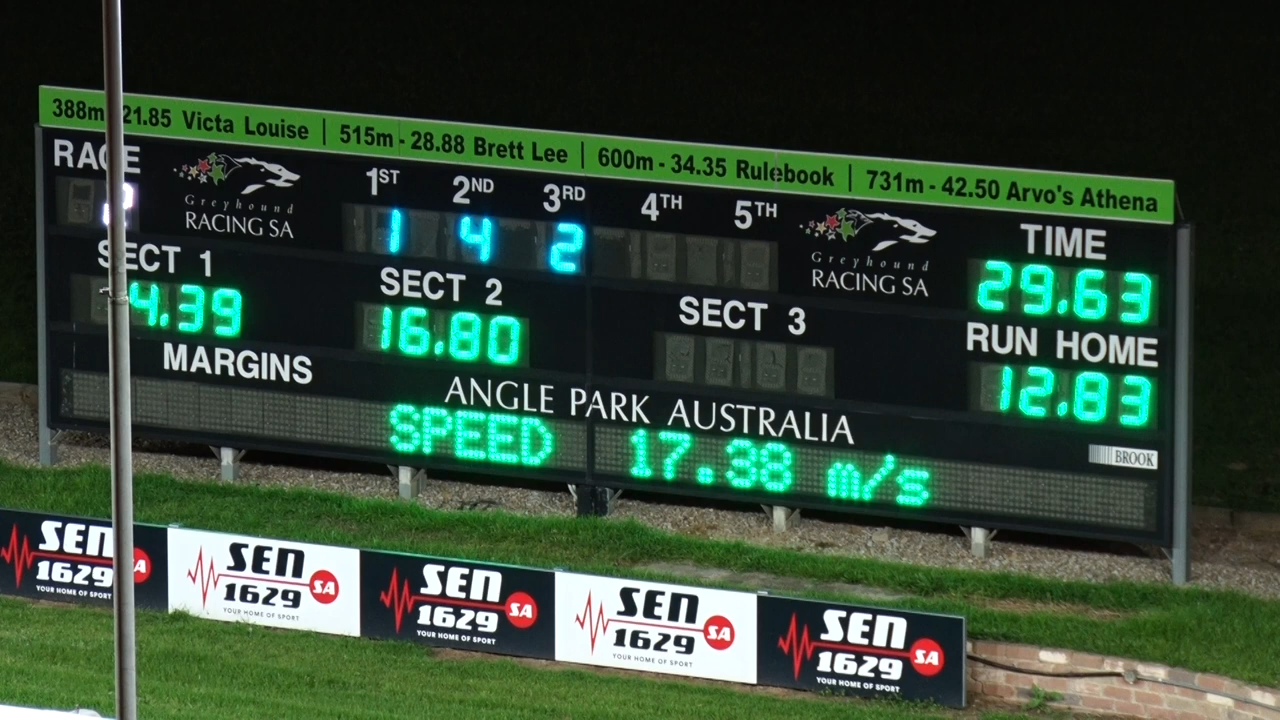 388m 21.85 Victa Louise | 515m - 28.88 Brett Lee | 600m - 34.35 Rulebook | 731m - 42.50 Arvo's Athena
RACE
Greyhound
RACING SA
1ST 2ND 3RD 4TH 5TH
1 4 2
Greyhound
RACING SA
TIME
29.63
SECT 1
4.39
SECT 2
16.80
SECT 3
RUN HOME
12.83
MARGINS
ANGLE PARK AUSTRALIA
SPEED 17.38 m/s
BROOK
SEN
1629 SA
YOUR HOME OF SPORT
SEN
1629 SA
YOUR HOME OF SPORT
SEN
1629 SA
YOUR HOME OF SPORT
SEN
1629 SA
YOUR HOME OF SPORT
SEN
1629 SA
YOUR HOME OF SPORT